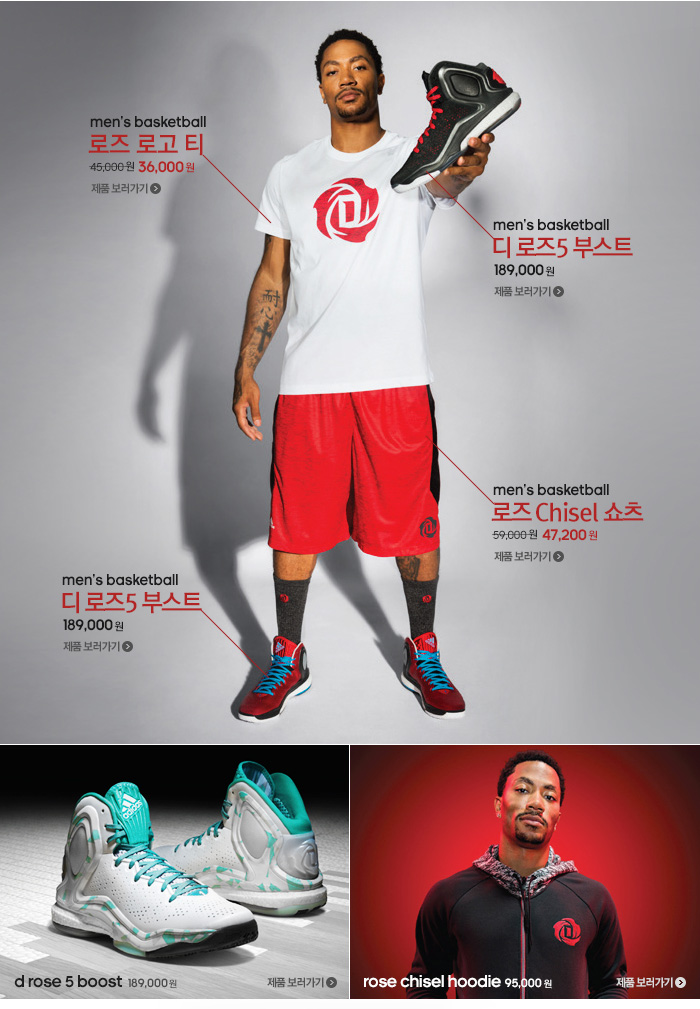 men's basketball
로즈 로고 티
45,000원 36,000원
제품 보러가기
men's basketball
디 로즈5 부스트
189,000원
제품 보러가기
耐
心
men's basketball
로즈 Chisel 쇼츠
59,000원 47,200원
제품 보러가기
men's basketball
디 로즈5 부스트
189,000원
제품 보러가기
adidas
d rose 5 boost 189,000원
제품 보러가기
rose chisel hoodie 95,000원
제품 보러가기